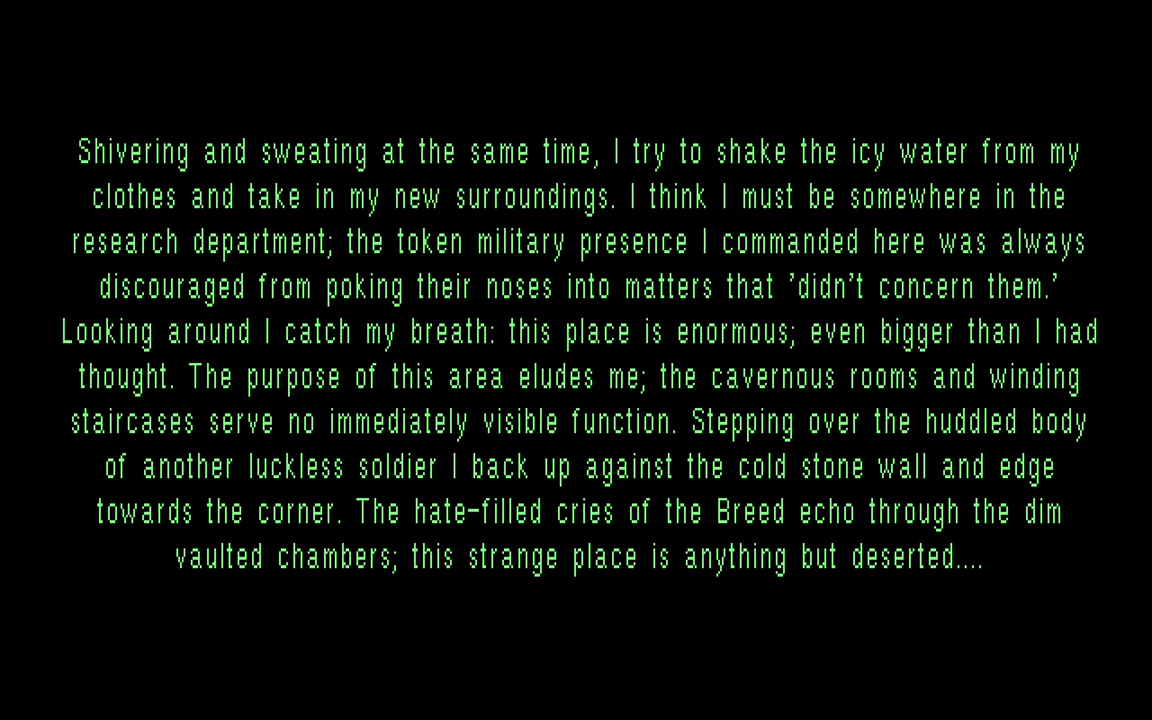 Shivering and sweating at the same time, I try to shake the icy water from my
clothes and take in my new surroundings. I think I must be somewhere in the
research department; the token military presence I commanded here was always
discouraged from poking their noses into matters that 'didn't concern them.'
Looking around I catch my breath: this place is enormous; even bigger than I had
thought. The purpose of this area eludes me; the cavernous rooms and winding
staircases serve no immediately visible function. Stepping over the huddled body
of another luckless soldier I back up against the cold stone wall and edge
towards the corner. The hate-filled cries of the Breed echo through the dim
vaulted chambers; this strange place is anything but deserted....